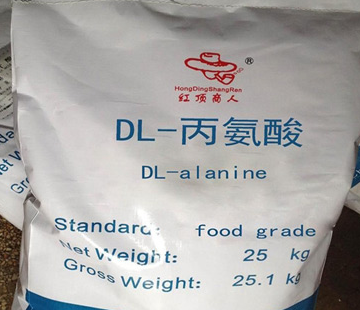 ®
HongDingShangRen
红顶商人
DL-丙氨酸
DL-alanine
Standard: food grade
Net Weight: 25 kg
Gross Weight: 25.1 kg